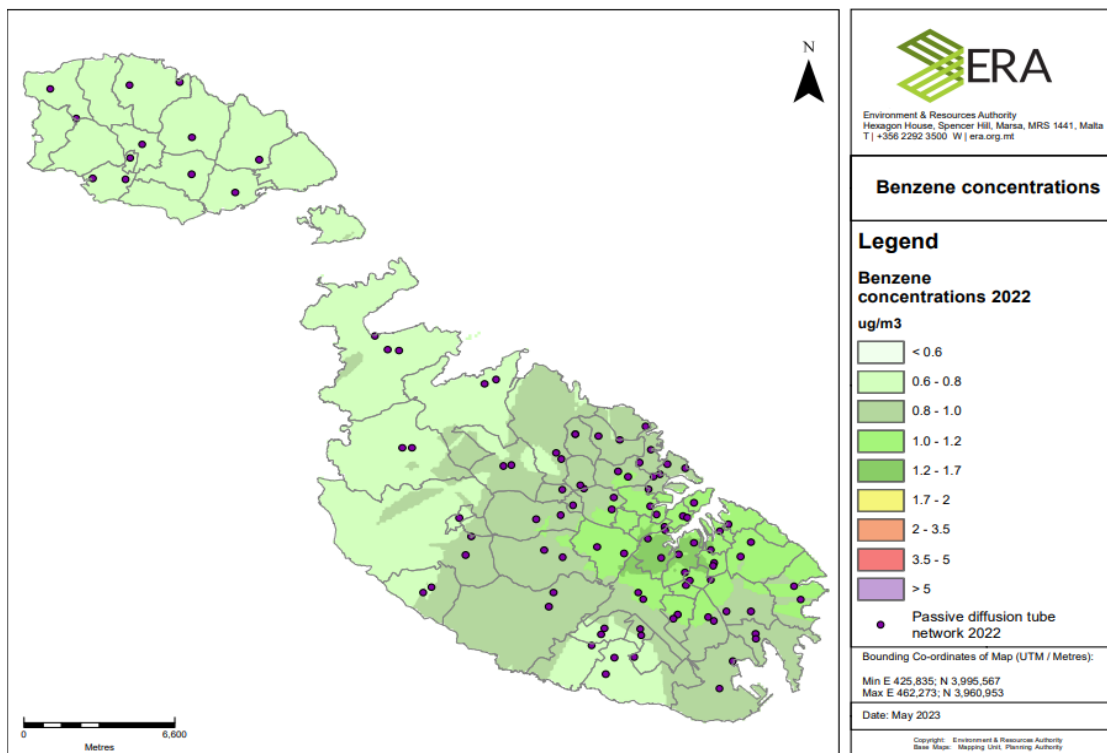 N
0
6,600
Metres
ERA
Environment & Resources Authority
Hexagon House, Spencer Hill, Marsa, MRS 1441, Malta
T | +356 2292 3500 W | era.org.mt
Benzene concentrations
Legend
Benzene
concentrations 2022
ug/m3
< 0.6
0.6 - 0.8
0.8 - 1.0
1.0 - 1.2
1.2 - 1.7
1.7 - 2
2 - 3.5
3.5 - 5
> 5
Passive diffusion tube
network 2022
Bounding Co-ordinates of Map (UTM / Metres):
Min E 425,835; N 3,995,567
Max E 462,273; N 3,960,953
Date: May 2023
Copyright: Environment & Resources Authority
Base Maps: Mapping Unit, Planning Authority